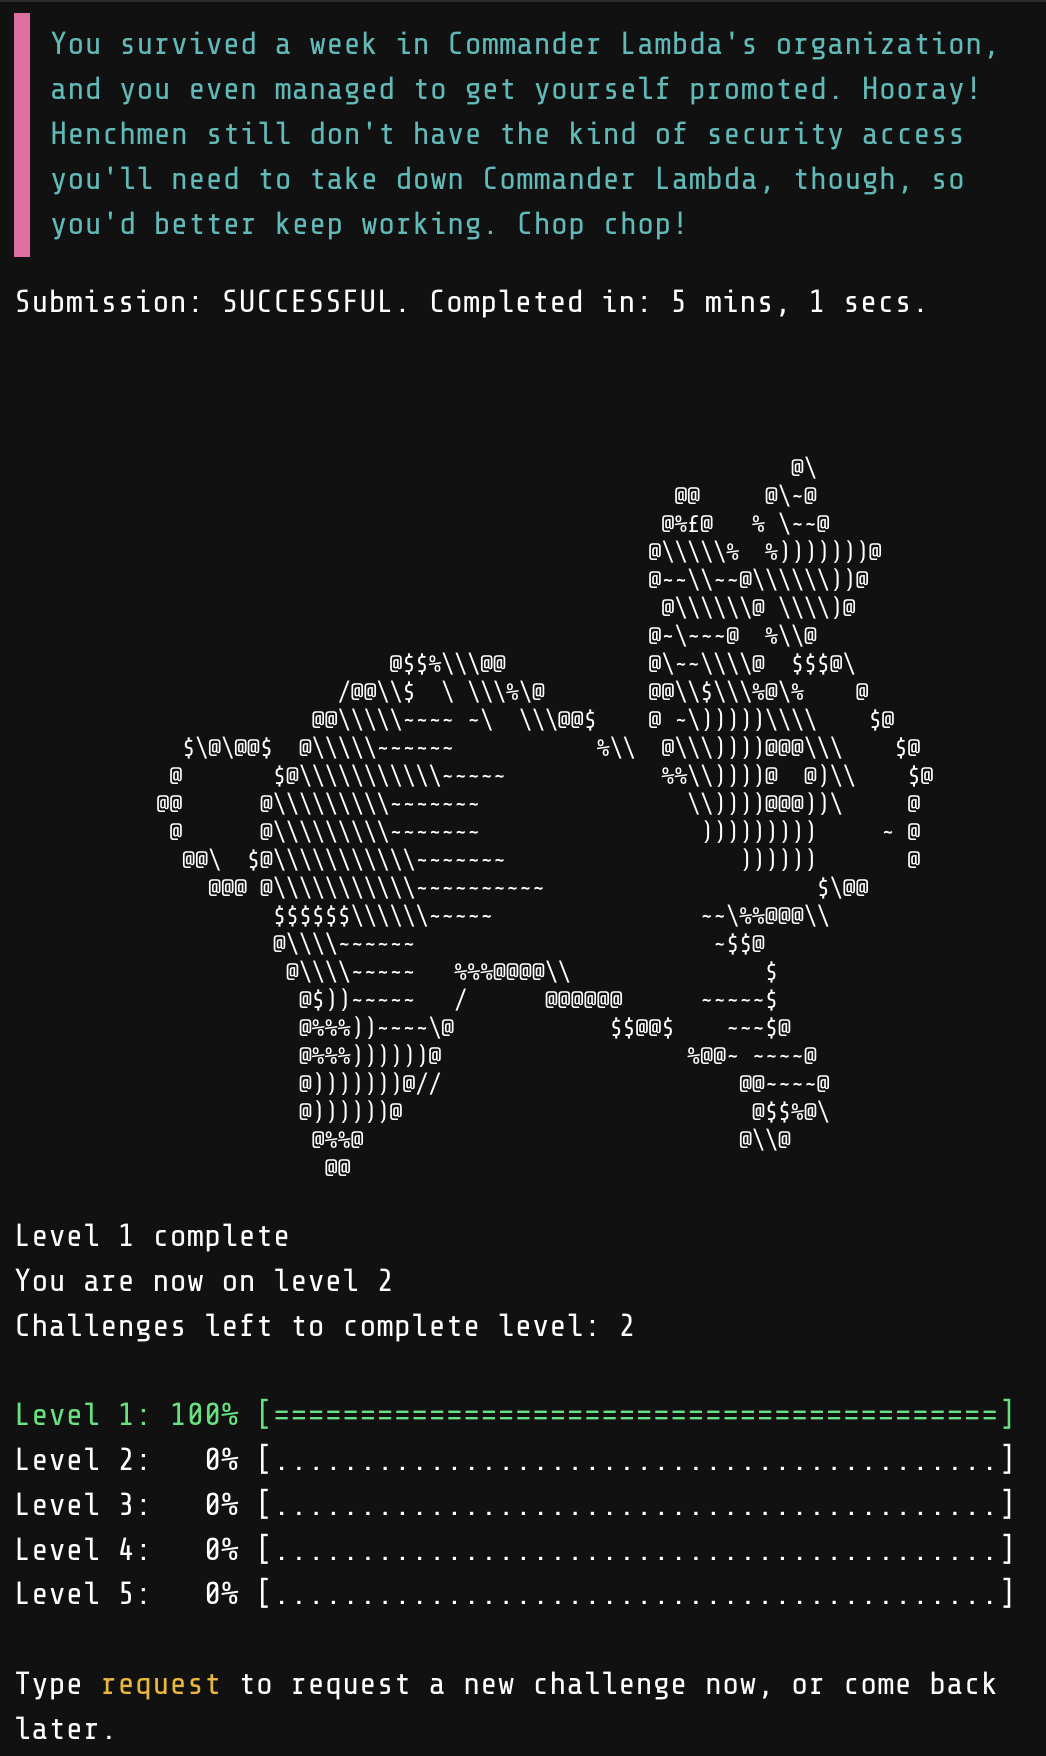 You survived a week in Commander Lambda's organization,
and you even managed to get yourself promoted. Hooray!
Henchmen still don't have the kind of security access
you'll need to take down Commander Lambda, though, so
you'd better keep working. Chop chop!
Submission: SUCCESSFUL. Completed in: 5 mins, 1 secs.
Level 1 complete
You are now on level 2
Challenges left to complete level: 2
Level 1: 100% [==========================================]
Level 2:   0% [..........................................]
Level 3:   0% [..........................................]
Level 4:   0% [..........................................]
Level 5:   0% [..........................................]
Type request to request a new challenge now, or come back
later.